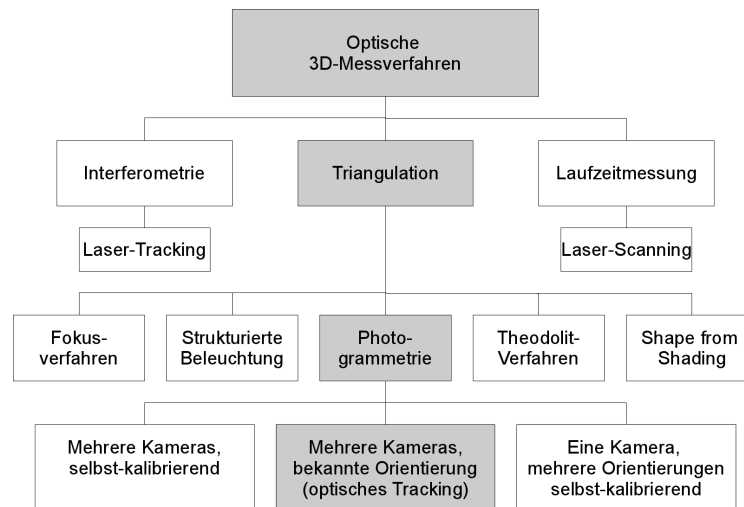 Optische
3D-Messverfahren
Interferometrie
Triangulation
Laufzeitmessung
Laser-Tracking
Laser-Scanning
Fokus-
verfahren
Strukturierte
Beleuchtung
Photo-
grammetrie
Theodolit-
Verfahren
Shape from
Shading
Mehrere Kameras,
selbst-kalibrierend
Mehrere Kameras,
bekannte Orientierung
(optisches Tracking)
Eine Kamera,
mehrere Orientierungen
selbst-kalibrierend